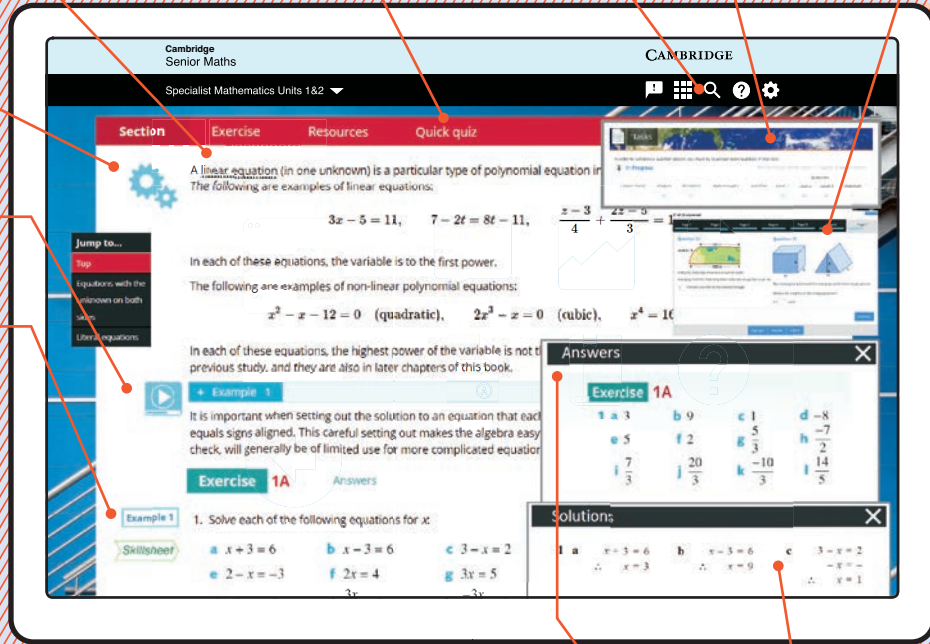 Cambridge
Senior Maths
CAMBRIDGE
Specialist Mathematics Units 1&2
Section Exercise Resources Quick quiz
Tasks
A linear equation (in one unknown) is a particular type of polynomial equation in
The following are examples of linear equations:
3x − 5 = 11, 7 − 2t = 8t − 11,
Jump to...
Top
Equations with the
unknown on both
sides
Literal equations
In each of these equations, the variable is to the first power.
The following are examples of non-linear polynomial equations:
x² − x − 12 = 0 (quadratic), 2x³ − x = 0 (cubic), x⁴ = 16
In each of these equations, the highest power of the variable is not t
previous study, and they are also in later chapters of this book.
+ Example 1
It is important when setting out the solution to an equation that each
equals signs aligned. This careful setting out makes the algebra easy
check, will generally be of limited use for more complicated equation
Exercise 1A Answers
Example 1
1. Solve each of the following equations for x:
Skillsheet
a x + 3 = 6 b x − 3 = 6 c 3 − x = 2
e 2 − x = −3 f 2x = 4 g 3x = 5
3x −3x
Answers
Exercise 1A
1 a 3 b 9 c 1 d −8
e 5 f 2 g 5/3 h −7/2
i 7/3 j 20/3 k −10/3 l 14/5
Solutions
1 a x + 3 = 6 b x − 3 = 6 c 3 − x = 2
∴ x = 3 ∴ x = 9 −x = −
∴ x = 1